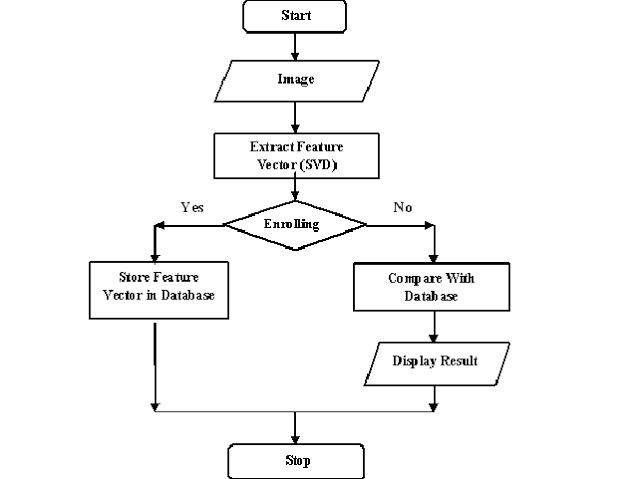 Start
Image
Extract Feature
Vector (SVD)
Yes
Enrolling
No
Store Feature
Vector in Database
Compare With
Database
Display Result
Stop